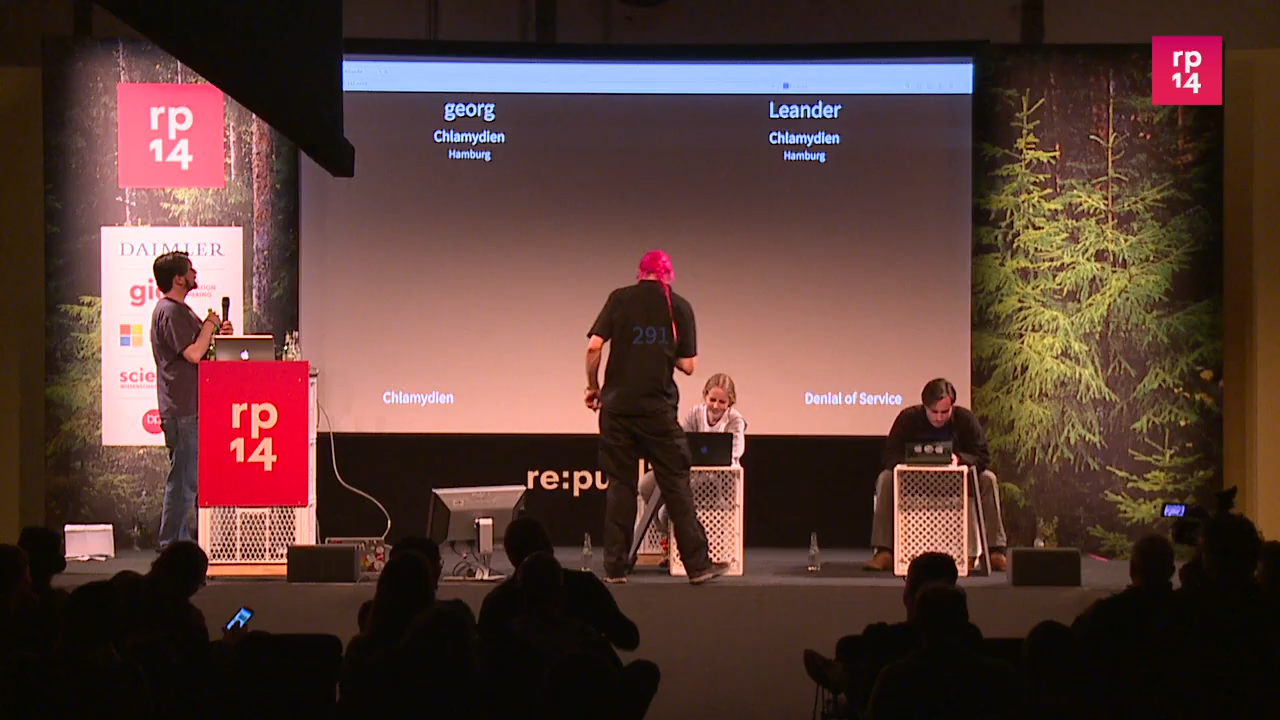 rp
14
rp
14
georg
Chlamydien
Hamburg
Leander
Chlamydien
Hamburg
DAIMLER
291
Chlamydien
Denial of Service
rp
14
re:pu